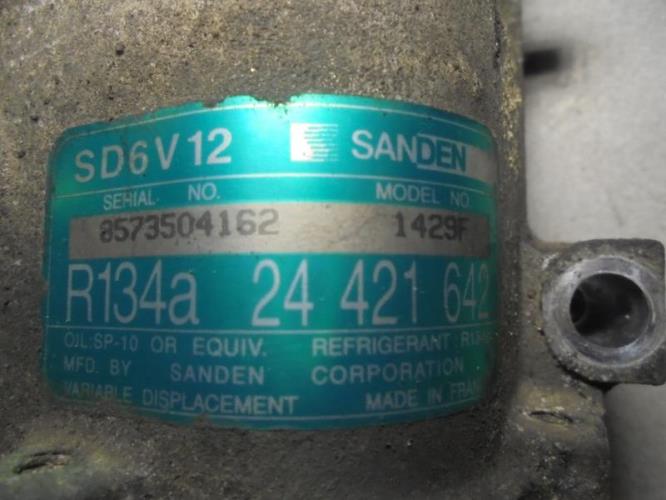 SD6V12 SANDEN
SERIAL NO. MODEL NO.
8573504162 1429F
R134a 24 421 642
OIL:SP-10 OR EQUIV. REFRIGERANT:
MFD. BY SANDEN CORPORATION
VARIABLE DISPLACEMENT MADE IN